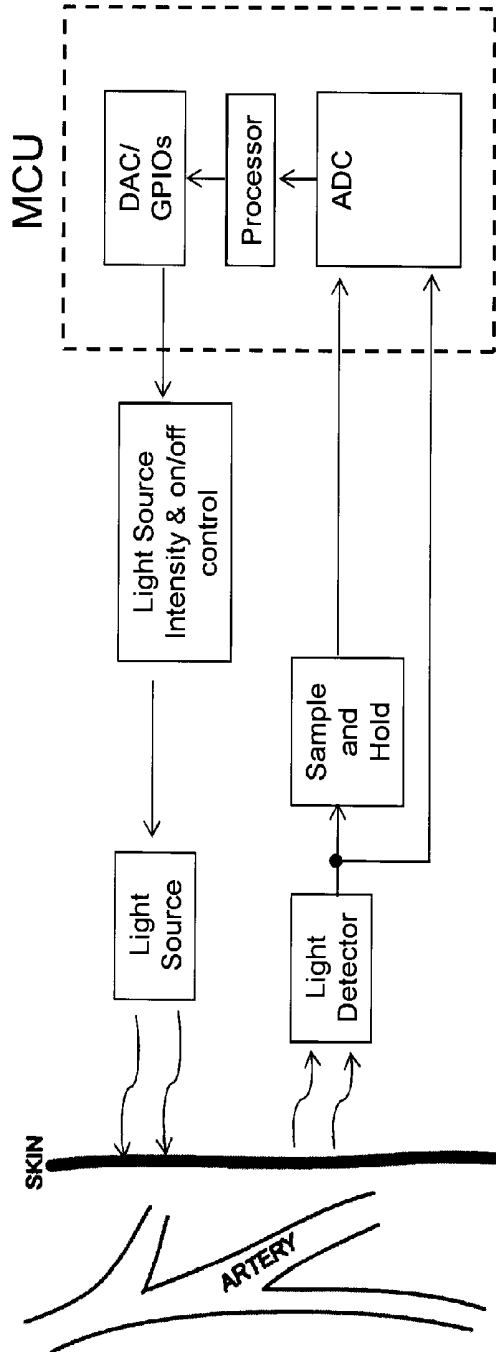 MCU
DAC/
GPIOs
Processor
ADC
Light Source
Intensity & on/off
control
Sample
and
Hold
Light
Source
Light
Detector
SKIN
ARTERY